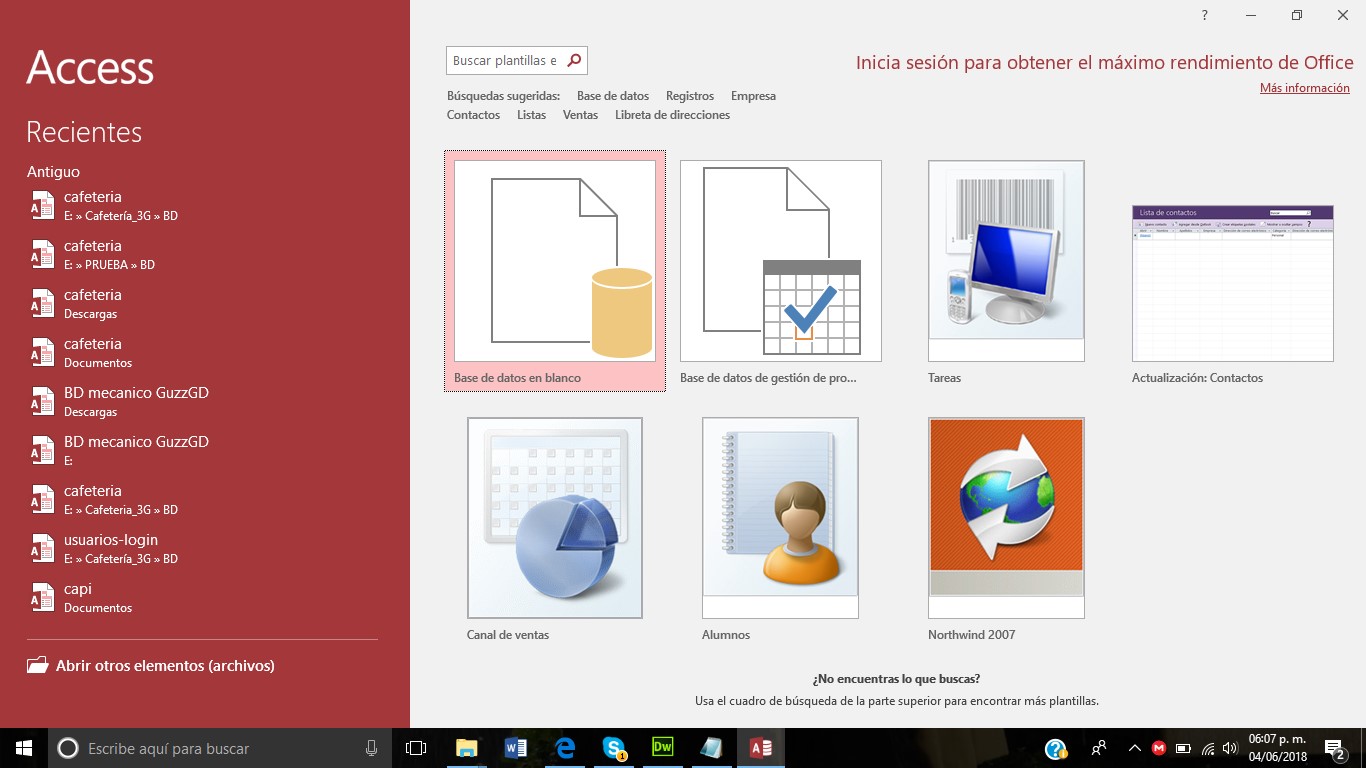 Access
Recientes
Antiguo
cafeteria
E: » Cafetería_3G » BD
cafeteria
E: » PRUEBA » BD
cafeteria
Descargas
cafeteria
Documentos
BD mecanico GuzzGD
Descargas
BD mecanico GuzzGD
E:
cafeteria
E: » Cafeteria_3G » BD
usuarios-login
E: » Cafetería_3G » BD
capi
Documentos
Abrir otros elementos (archivos)
?
Buscar plantillas e
Inicia sesión para obtener el máximo rendimiento de Office
Más información
Búsquedas sugeridas: Base de datos Registros Empresa
Contactos Listas Ventas Libreta de direcciones
Lista de contactos
Base de datos en blanco
Base de datos de gestión de pro...
Tareas
Actualización: Contactos
Canal de ventas
Alumnos
Northwind 2007
¿No encuentras lo que buscas?
Usa el cuadro de búsqueda de la parte superior para encontrar más plantillas.
Escribe aquí para buscar
Dw
06:07 p. m.
04/06/2018
2